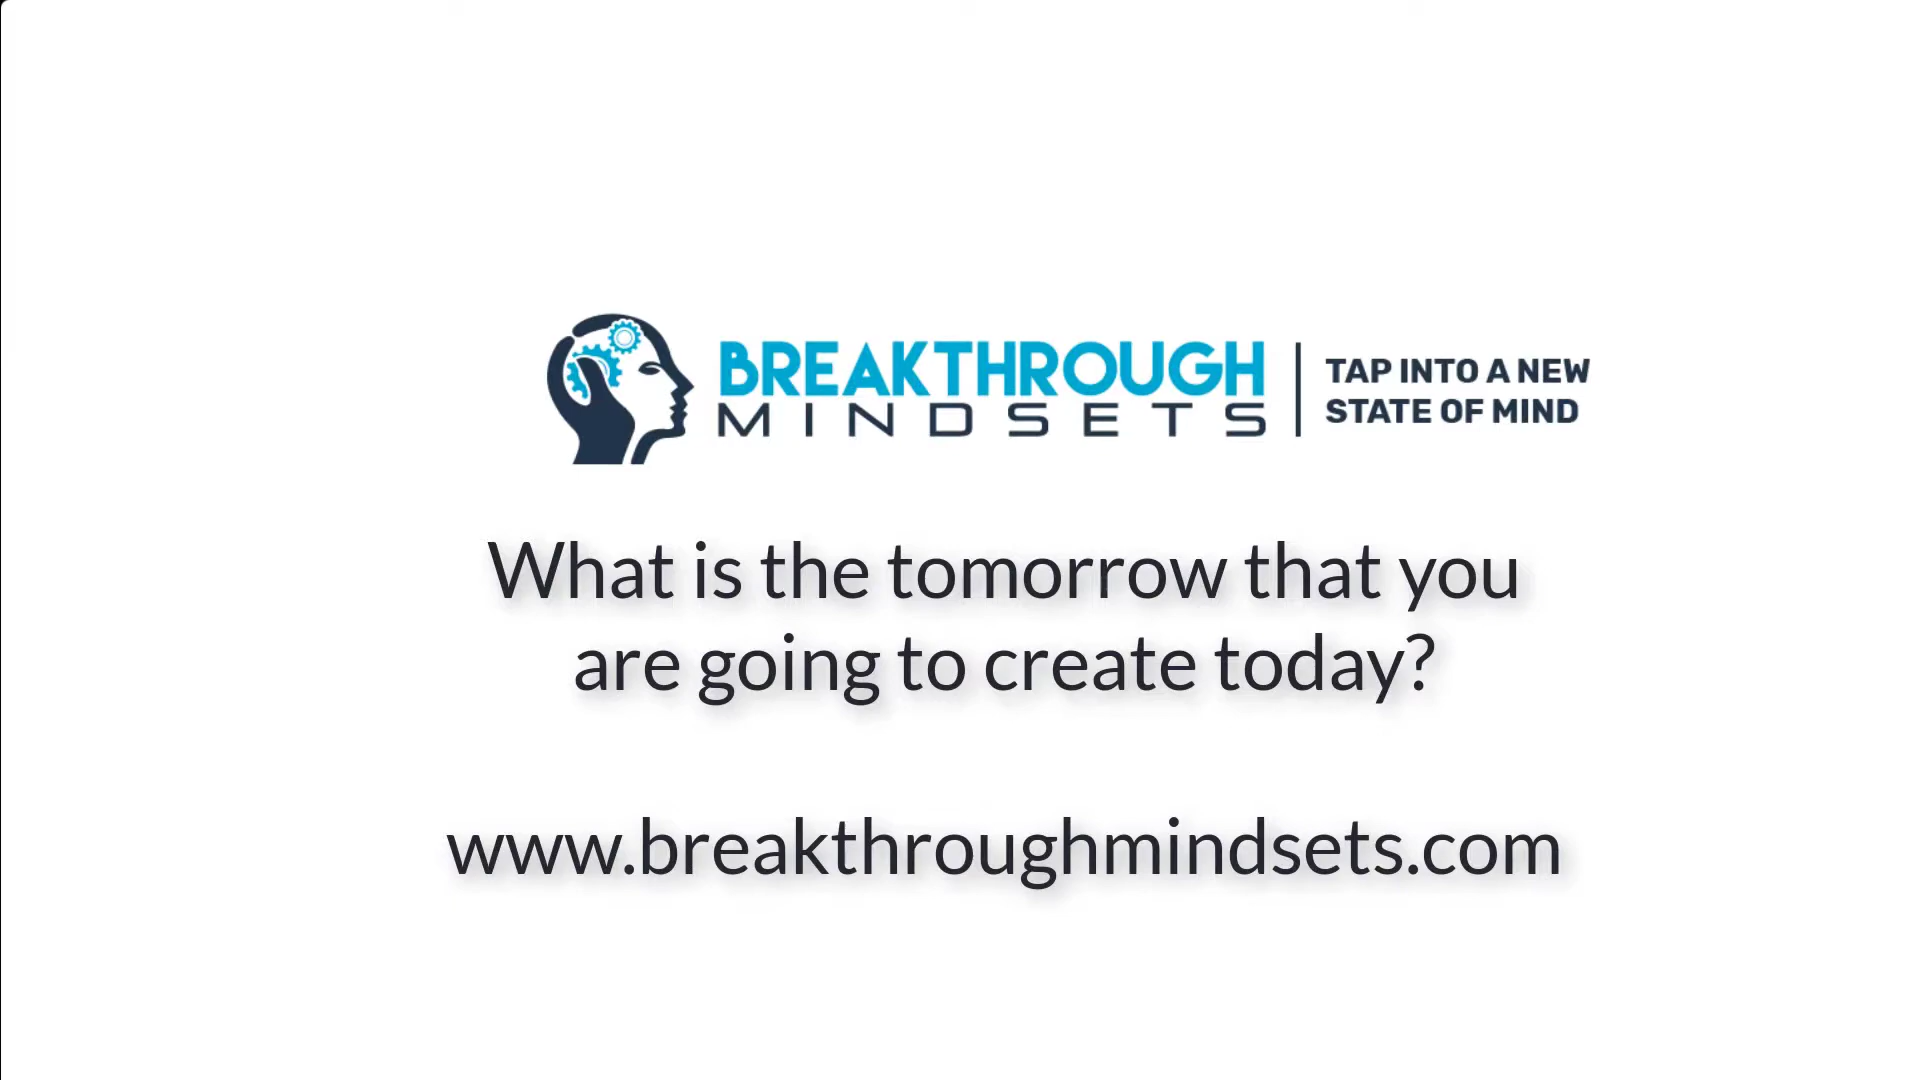 BREAKTHROUGH
MINDSETS
TAP INTO A NEW
STATE OF MIND
What is the tomorrow that you
are going to create today?
www.breakthroughmindsets.com